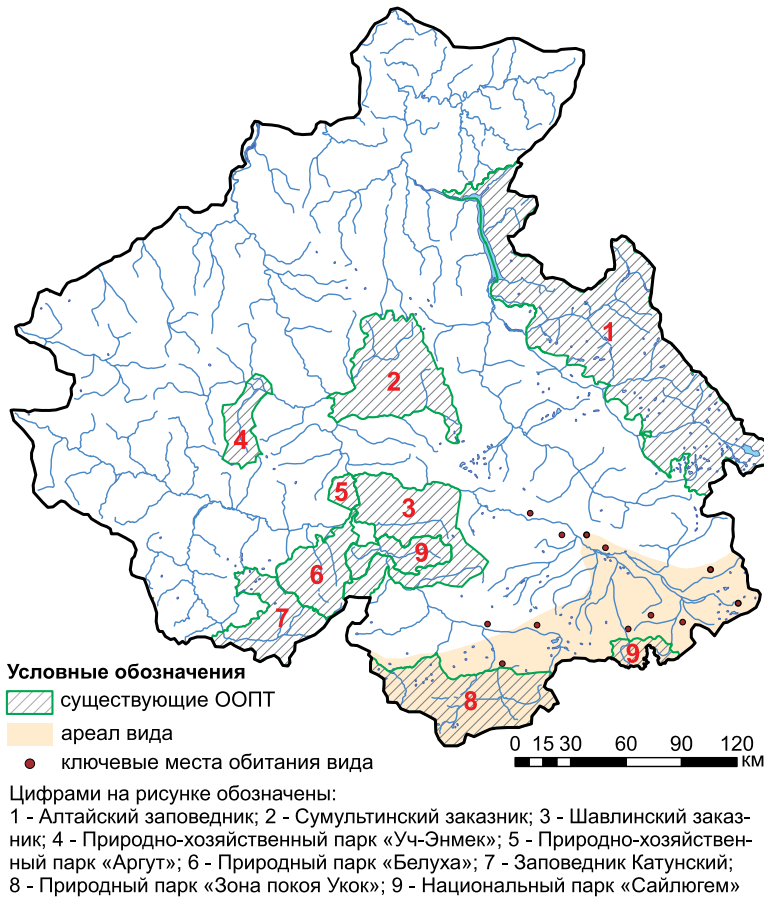 1
2
4
5
3
9
6
7
9
8
Условные обозначения
существующие ООПТ
ареал вида
ключевые места обитания вида
0 15 30 60 90 120
км
Цифрами на рисунке обозначены:
1 - Алтайский заповедник; 2 - Сумультинский заказник; 3 - Шавлинский заказ-
ник; 4 - Природно-хозяйственный парк «Уч-Энмек»; 5 - Природно-хозяйствен-
ный парк «Аргут»; 6 - Природный парк «Белуха»; 7 - Заповедник Катунский;
8 - Природный парк «Зона покоя Укок»; 9 - Национальный парк «Сайлюгем»